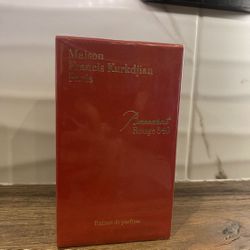 Maison
Francis Kurkdjian
Paris
Baccarat
Rouge 540
Extrait de parfum